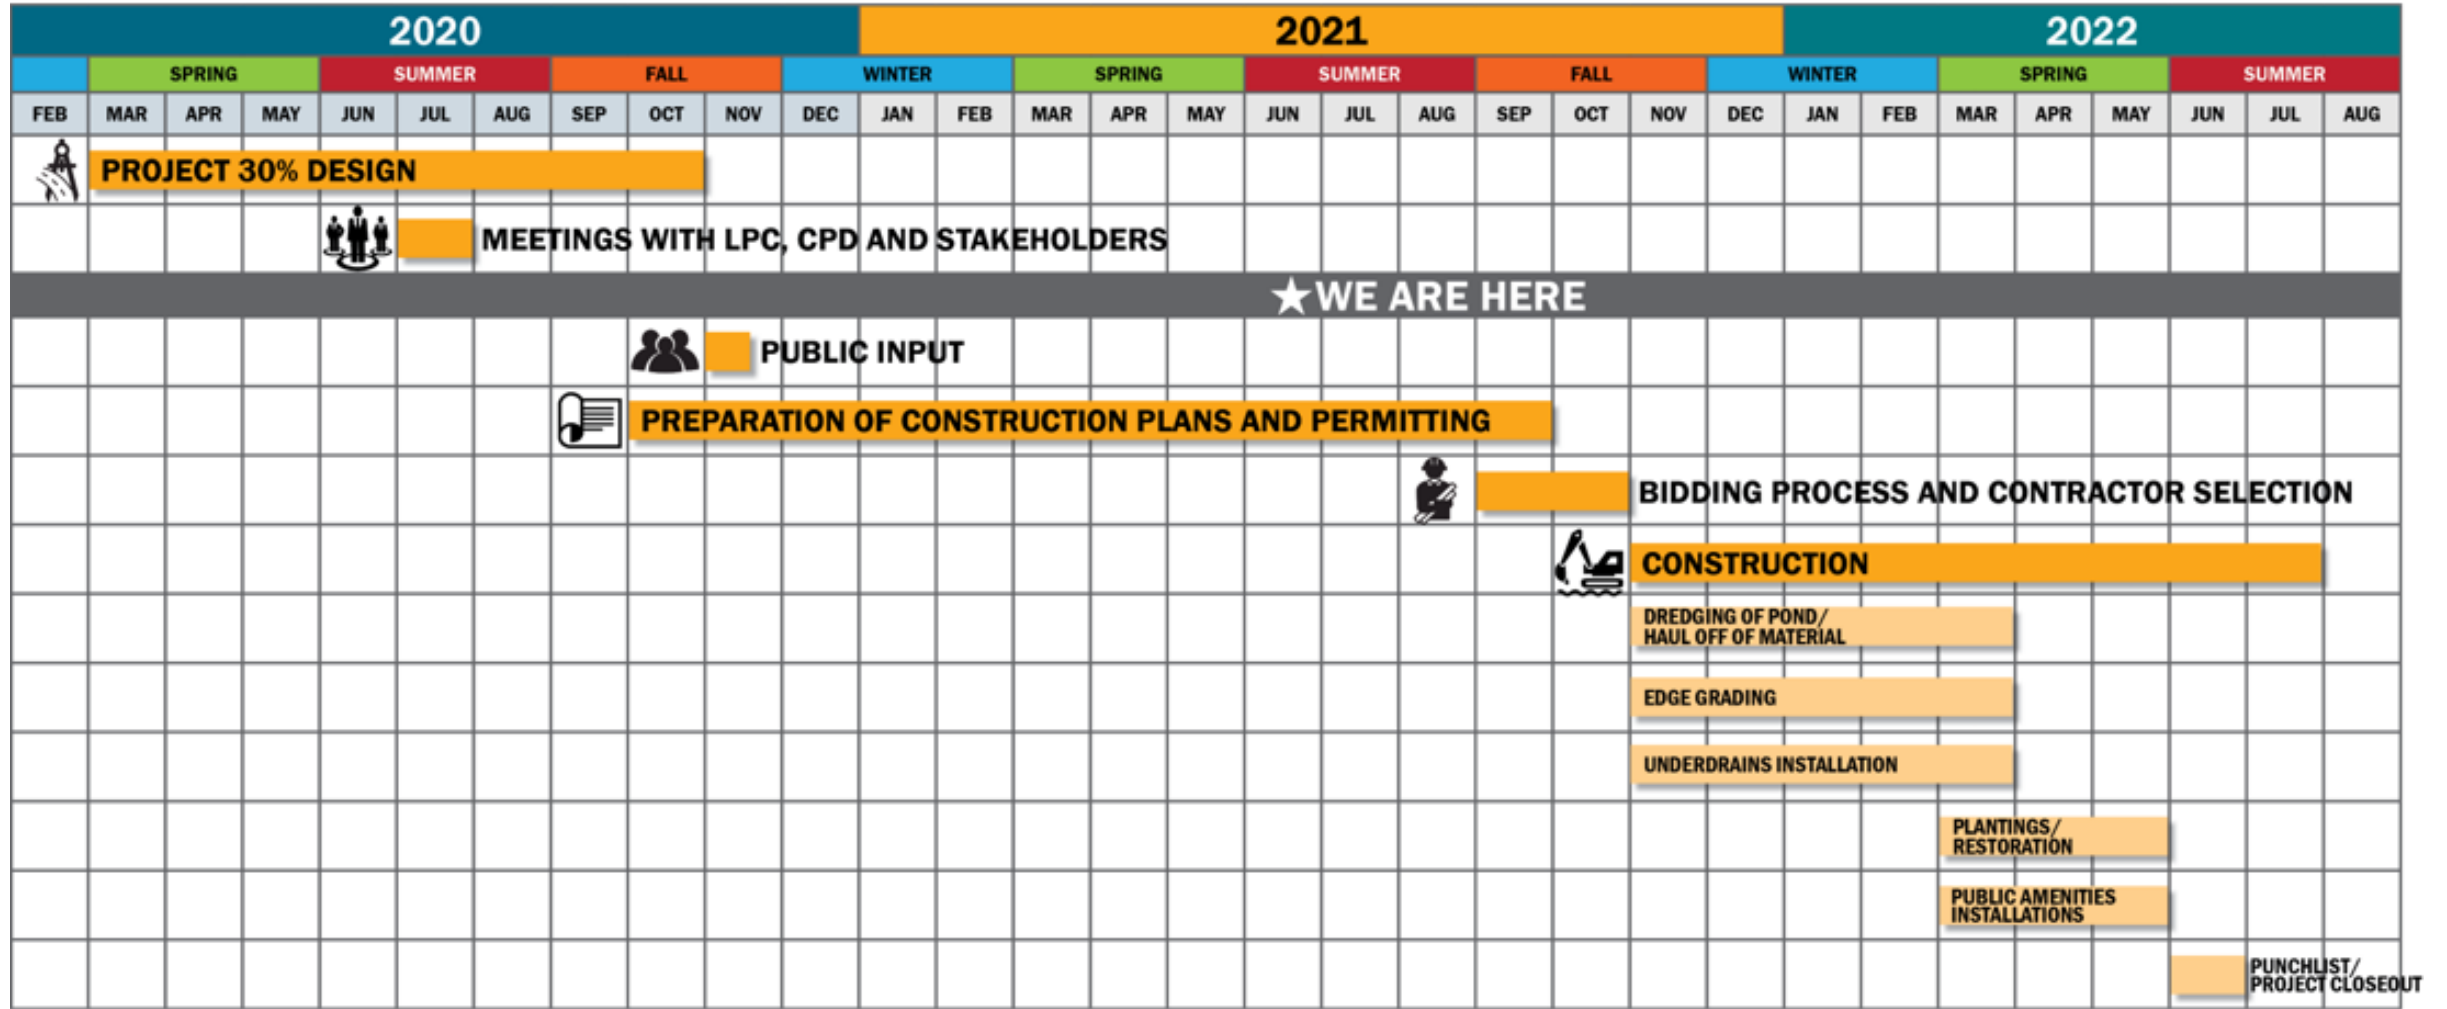 2020 2021 2022
SPRING SUMMER FALL WINTER SPRING SUMMER FALL WINTER SPRING SUMMER
FEB MAR APR MAY JUN JUL AUG SEP OCT NOV DEC JAN FEB MAR APR MAY JUN JUL AUG SEP OCT NOV DEC JAN FEB MAR APR MAY JUN JUL AUG
PROJECT 30% DESIGN
MEETINGS WITH LPC, CPD AND STAKEHOLDERS
WE ARE HERE
PUBLIC INPUT
PREPARATION OF CONSTRUCTION PLANS AND PERMITTING
BIDDING PROCESS AND CONTRACTOR SELECTION
CONSTRUCTION
DREDGING OF POND/
HAUL OFF OF MATERIAL
EDGE GRADING
UNDERDRAINS INSTALLATION
PLANTINGS/
RESTORATION
PUBLIC AMENITIES
INSTALLATIONS
PUNCHLIST/
PROJECT CLOSEOUT